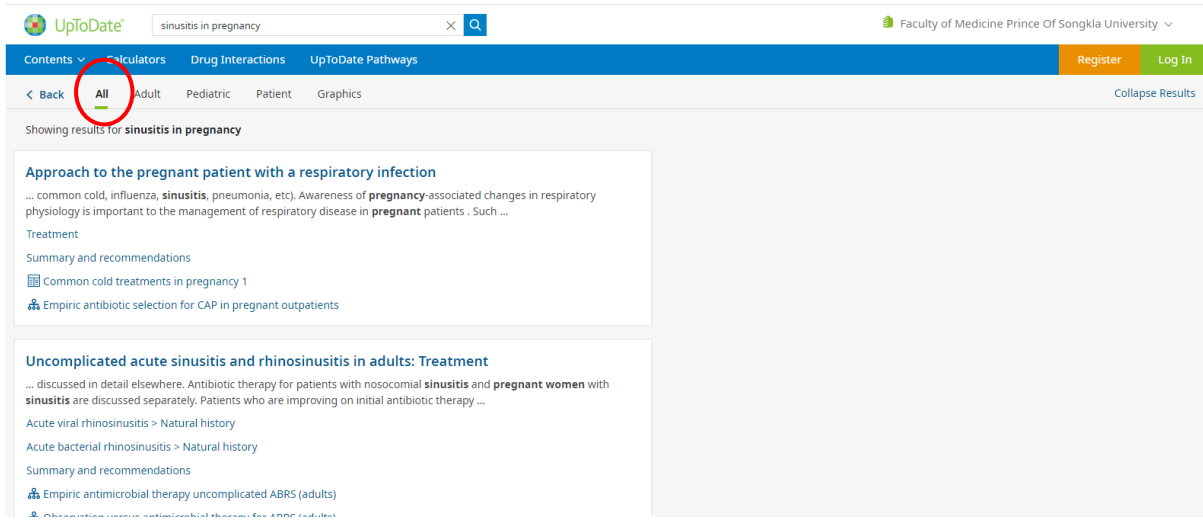 UpToDate®
sinusitis in pregnancy
Faculty of Medicine Prince Of Songkla University
Contents
Calculators
Drug Interactions
UpToDate Pathways
Register
Log In
Back
All
Adult
Pediatric
Patient
Graphics
Collapse Results
Showing results for sinusitis in pregnancy
Approach to the pregnant patient with a respiratory infection
... common cold, influenza, sinusitis, pneumonia, etc). Awareness of pregnancy-associated changes in respiratory
physiology is important to the management of respiratory disease in pregnant patients . Such ...
Treatment
Summary and recommendations
Common cold treatments in pregnancy 1
Empiric antibiotic selection for CAP in pregnant outpatients
Uncomplicated acute sinusitis and rhinosinusitis in adults: Treatment
... discussed in detail elsewhere. Antibiotic therapy for patients with nosocomial sinusitis and pregnant women with
sinusitis are discussed separately. Patients who are improving on initial antibiotic therapy ...
Acute viral rhinosinusitis > Natural history
Acute bacterial rhinosinusitis > Natural history
Summary and recommendations
Empiric antimicrobial therapy uncomplicated ABRS (adults)
Observation versus antimicrobial therapy for ABRS (adults)